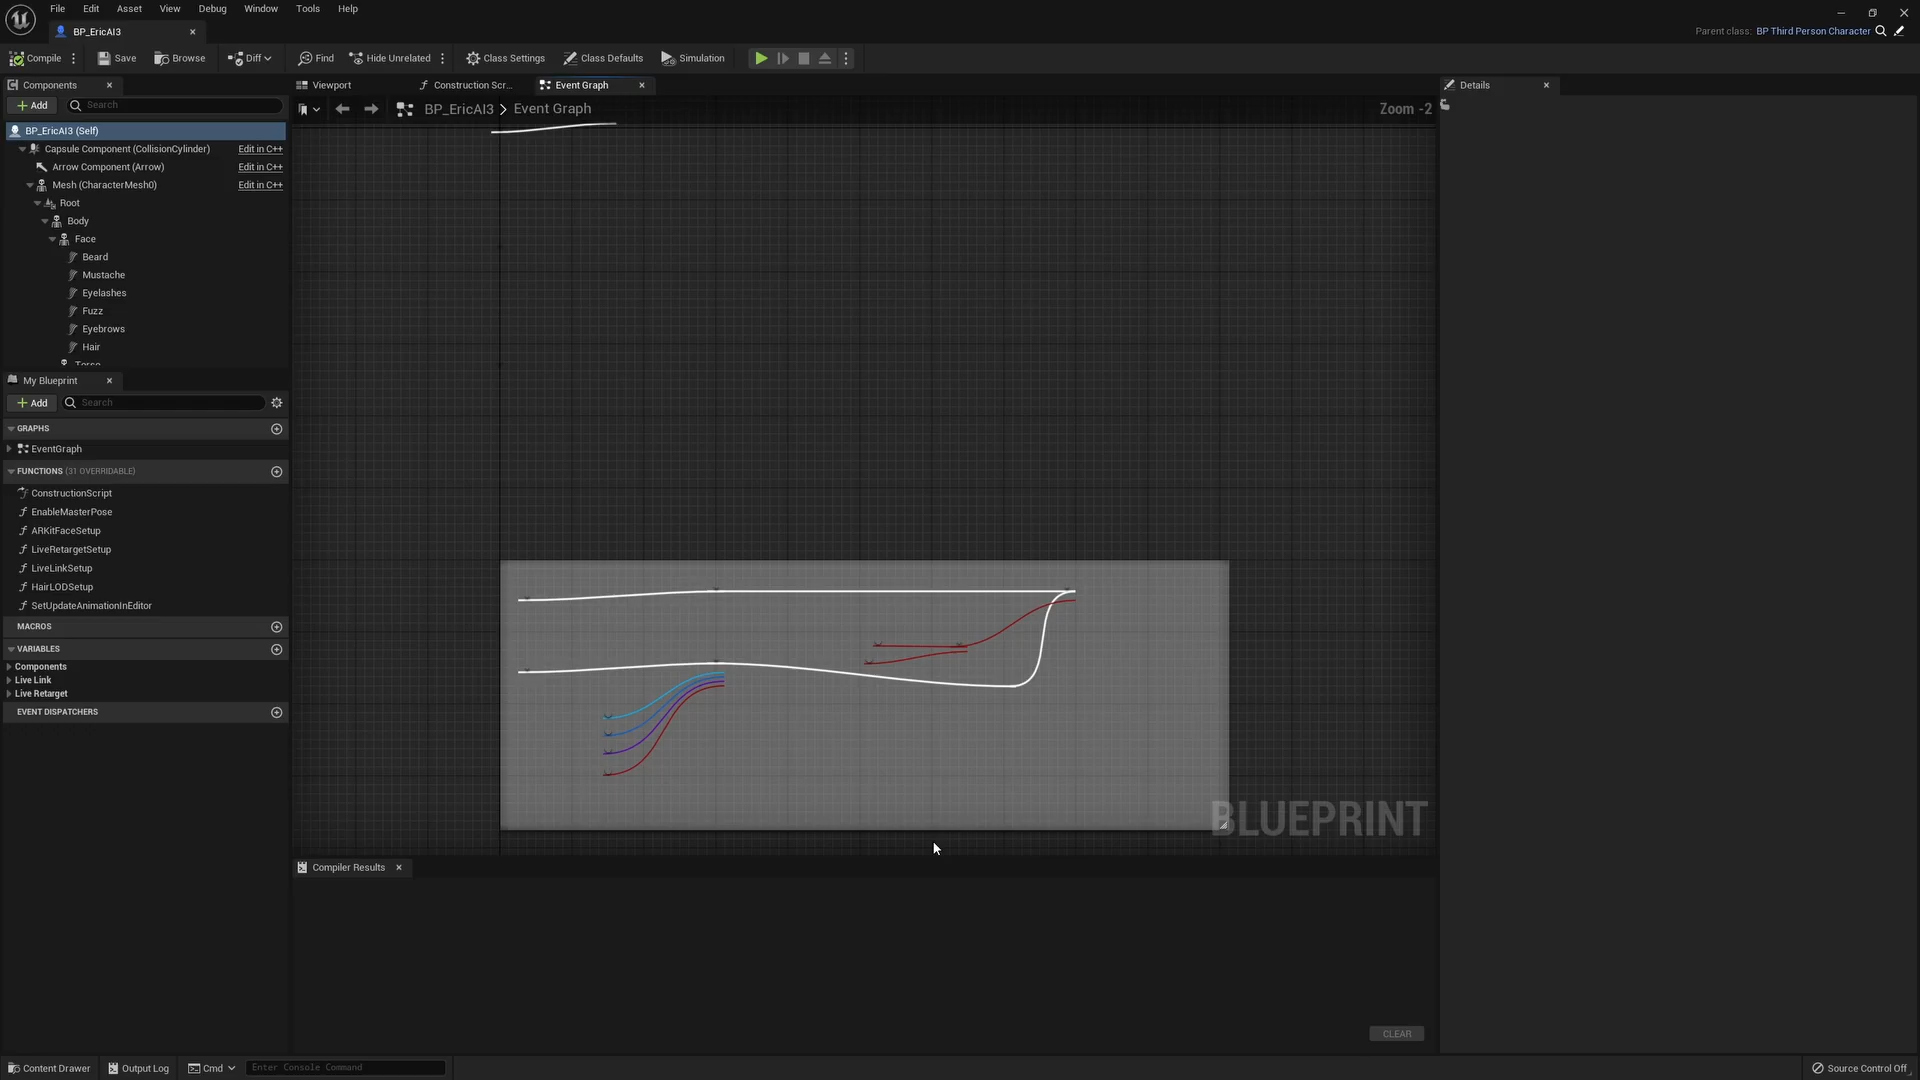 File Edit Asset View Debug Window Tools Help
BP_EricAI3
Parent class: BP Third Person Character
Compile Save Browse Diff Find Hide Unrelated Class Settings Class Defaults Simulation
Components
Add Search
BP_EricAI3 (Self)
Capsule Component (CollisionCylinder) Edit in C++
Arrow Component (Arrow) Edit in C++
Mesh (CharacterMesh0) Edit in C++
Root
Body
Face
Beard
Mustache
Eyelashes
Fuzz
Eyebrows
Hair
Torso
My Blueprint
Add Search
GRAPHS
EventGraph
FUNCTIONS (31 OVERRIDABLE)
ConstructionScript
EnableMasterPose
ARKitFaceSetup
LiveRetargetSetup
LiveLinkSetup
HairLODSetup
SetUpdateAnimationInEditor
MACROS
VARIABLES
Components
Live Link
Live Retarget
EVENT DISPATCHERS
Viewport Construction Scr... Event Graph
BP_EricAI3 > Event Graph Zoom -2
BLUEPRINT
Compiler Results
CLEAR
Details
Content Drawer Output Log Cmd Enter Console Command Source Control Off